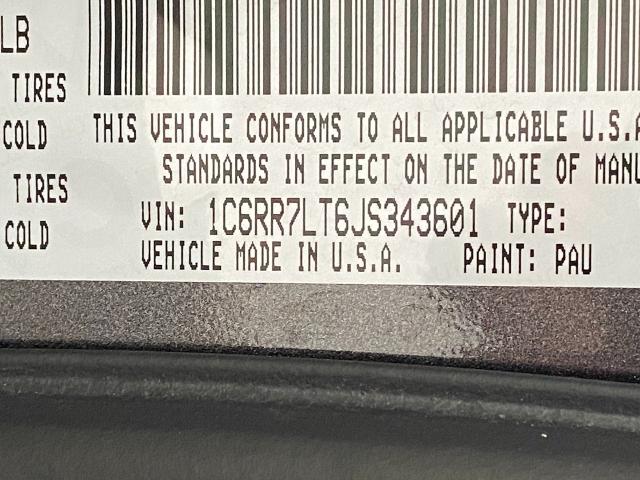 LB
TIRES
COLD
TIRES
COLD
THIS VEHICLE CONFORMS TO ALL APPLICABLE U.S.A
STANDARDS IN EFFECT ON THE DATE OF MANU
VIN: 1C6RR7LT6JS343601 TYPE:
VEHICLE MADE IN U.S.A. PAINT: PAU